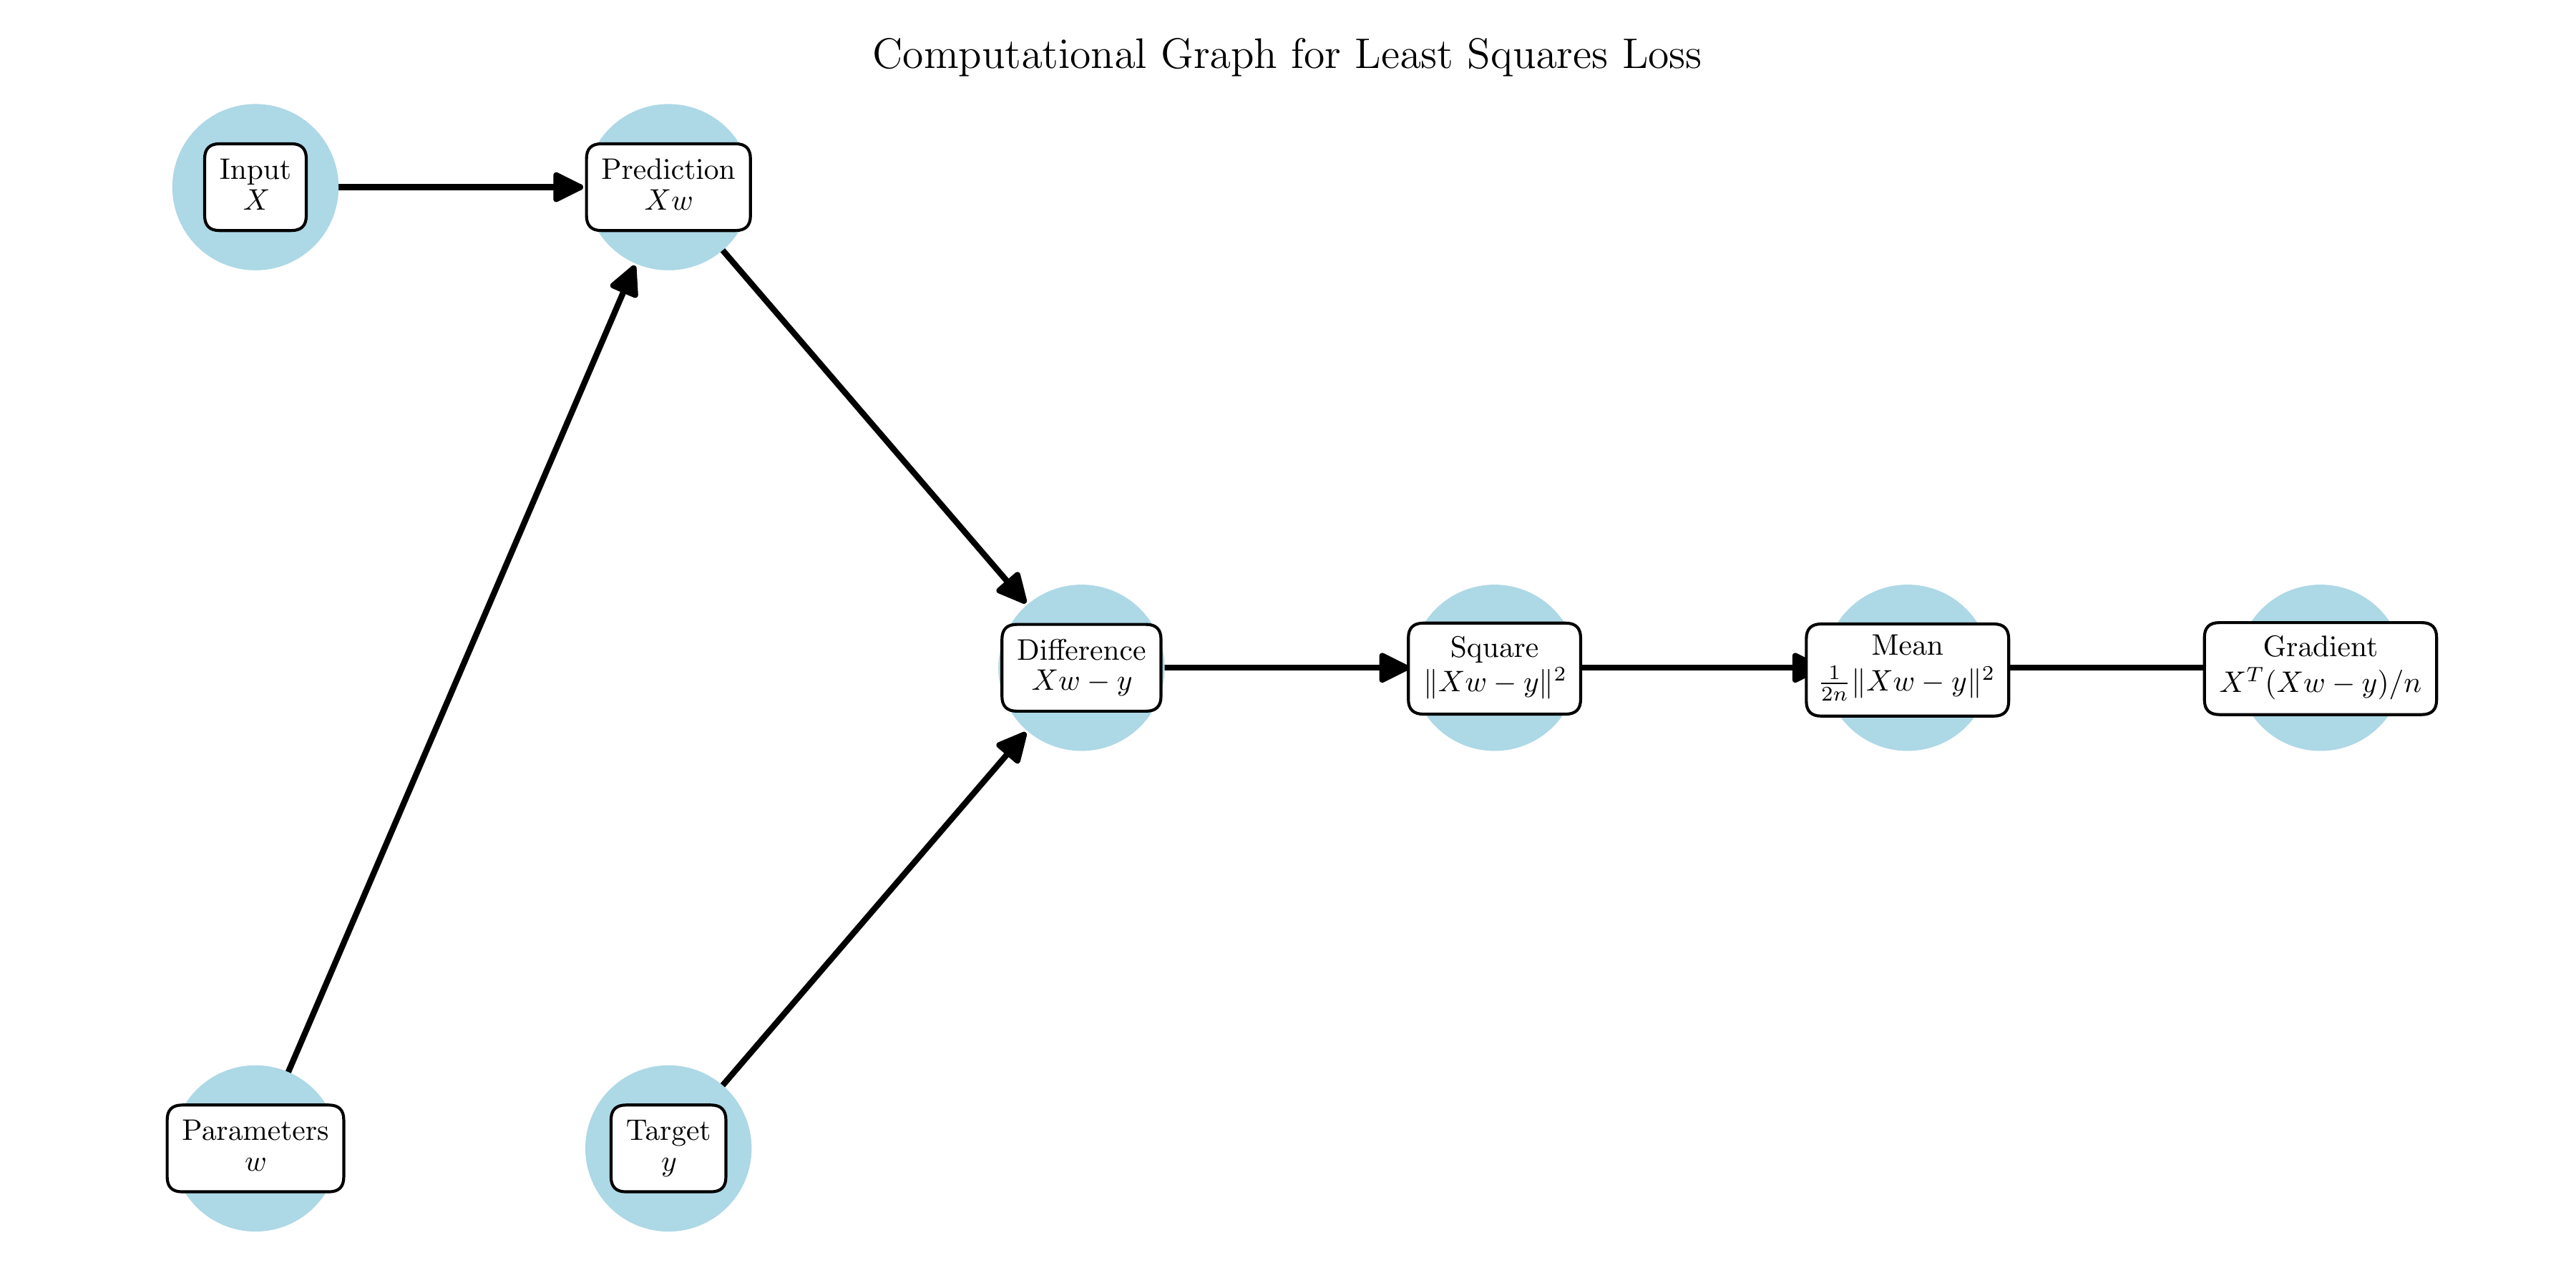 Computational Graph for Least Squares Loss
Input
X
Prediction
Xw
Difference
Xw − y
Square
‖Xw − y‖²
Mean
1/2n ‖Xw − y‖²
Gradient
Xᵀ(Xw − y)/n
Parameters
w
Target
y